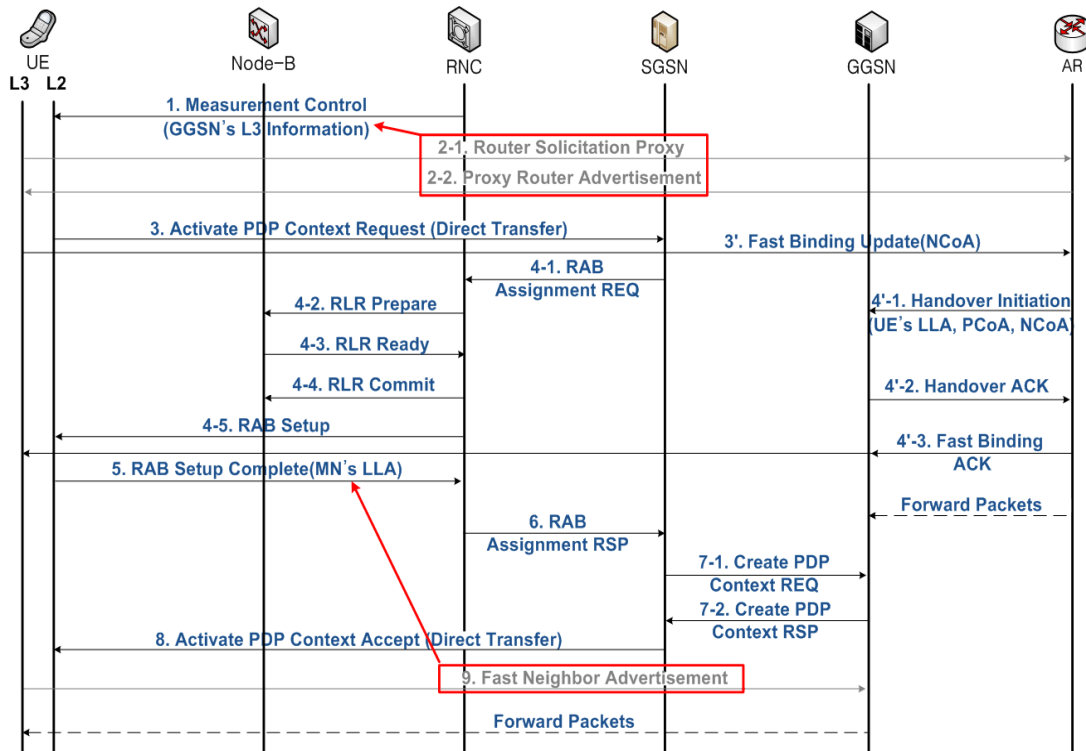 UE
Node-B
RNC
SGSN
GGSN
AR
L3
L2
1. Measurement Control
(GGSN's L3 Information)
2-1. Router Solicitation Proxy
2-2. Proxy Router Advertisement
3. Activate PDP Context Request (Direct Transfer)
3'. Fast Binding Update(NCoA)
4-1. RAB
Assignment REQ
4-2. RLR Prepare
4'-1. Handover Initiation
(UE's LLA, PCoA, NCoA)
4-3. RLR Ready
4-4. RLR Commit
4'-2. Handover ACK
4-5. RAB Setup
4'-3. Fast Binding
ACK
5. RAB Setup Complete(MN's LLA)
Forward Packets
6. RAB
Assignment RSP
7-1. Create PDP
Context REQ
7-2. Create PDP
Context RSP
8. Activate PDP Context Accept (Direct Transfer)
9. Fast Neighbor Advertisement
Forward Packets